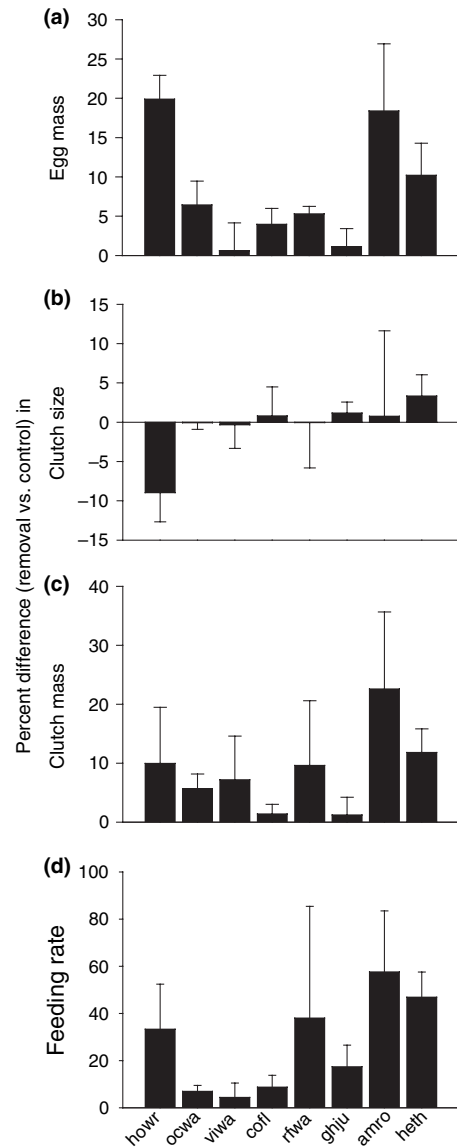 (a)
30
25
20
15
10
5
0
Egg mass
(b)
15
10
5
0
−5
−10
−15
Clutch size
Percent difference (removal vs. control) in
(c)
40
30
20
10
0
Clutch mass
(d)
100
80
60
40
20
0
Feeding rate
howr ocwa viwa cofl rfwa ghju amro heth